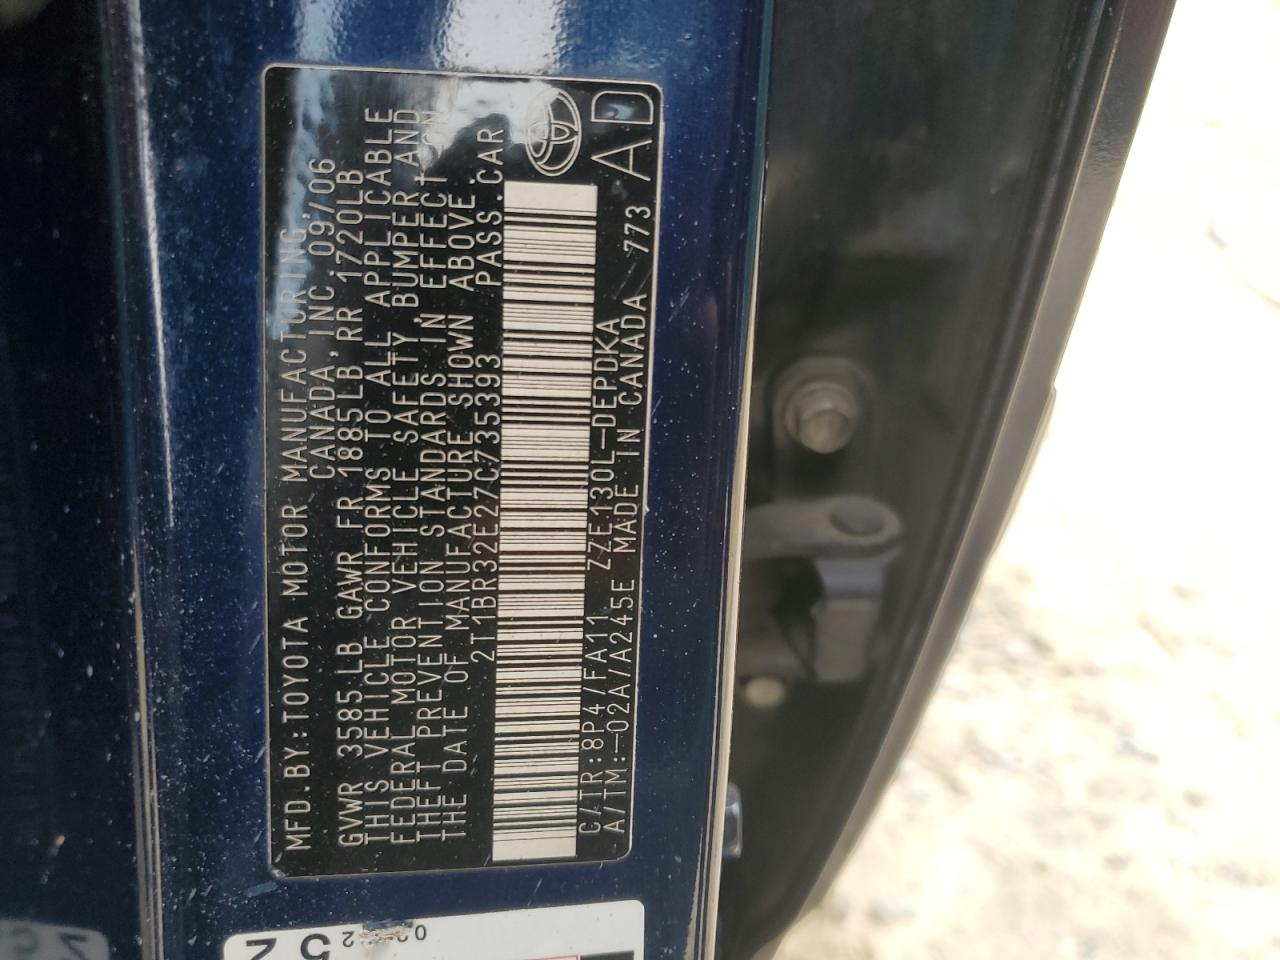 MFD.BY:TOYOTA MOTOR MANUFACTURING,
CANADA, INC. 09/06
GVWR 3585LB GAWR FR 1885LB RR 1720LB
THIS VEHICLE CONFORMS TO ALL APPLICABLE
FEDERAL MOTOR VEHICLE SAFETY, BUMPER AND
THEFT PREVENTION STANDARDS IN EFFECT ON
THE DATE OF MANUFACTURE SHOWN ABOVE.
2T1BR32E27C735393 PASS.CAR
C/TR:8P4/FA11 ZZE130L-DEPDKA 773
A/TM:-02A/A245E MADE IN CANADA
AD
52